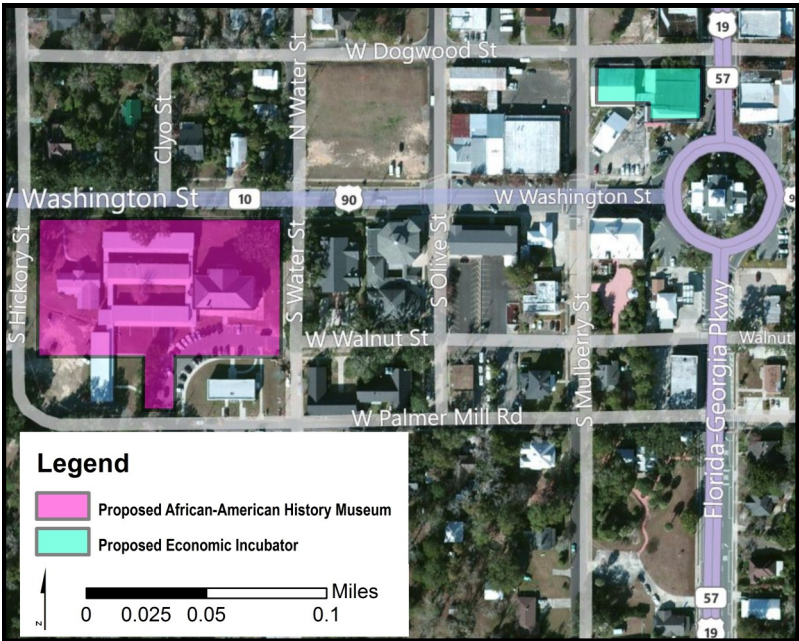 19
W Dogwood St
57
Clyo St
N Water St
W Washington St
10
90
W Washington St
9
S Hickory St
S Water St
S Olive St
S Mulberry St
Florida-Georgia Pkwy
W Walnut St
Walnut
W Palmer Mill Rd
Legend
Proposed African-American History Museum
Proposed Economic Incubator
z
Miles
0 0.025 0.05 0.1
57
19